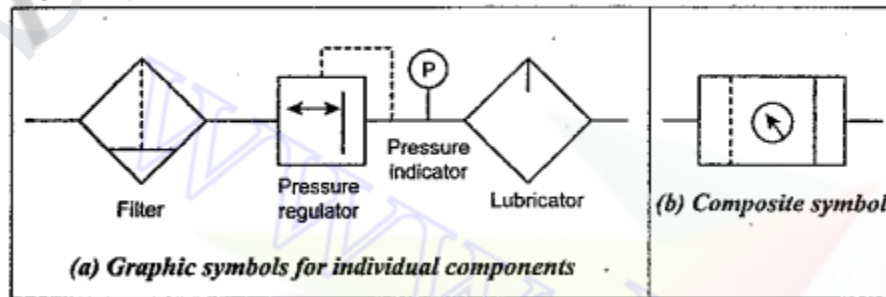 P
Filter
Pressure
regulator
Pressure
indicator
Lubricator
(a) Graphic symbols for individual components
(b) Composite symbol